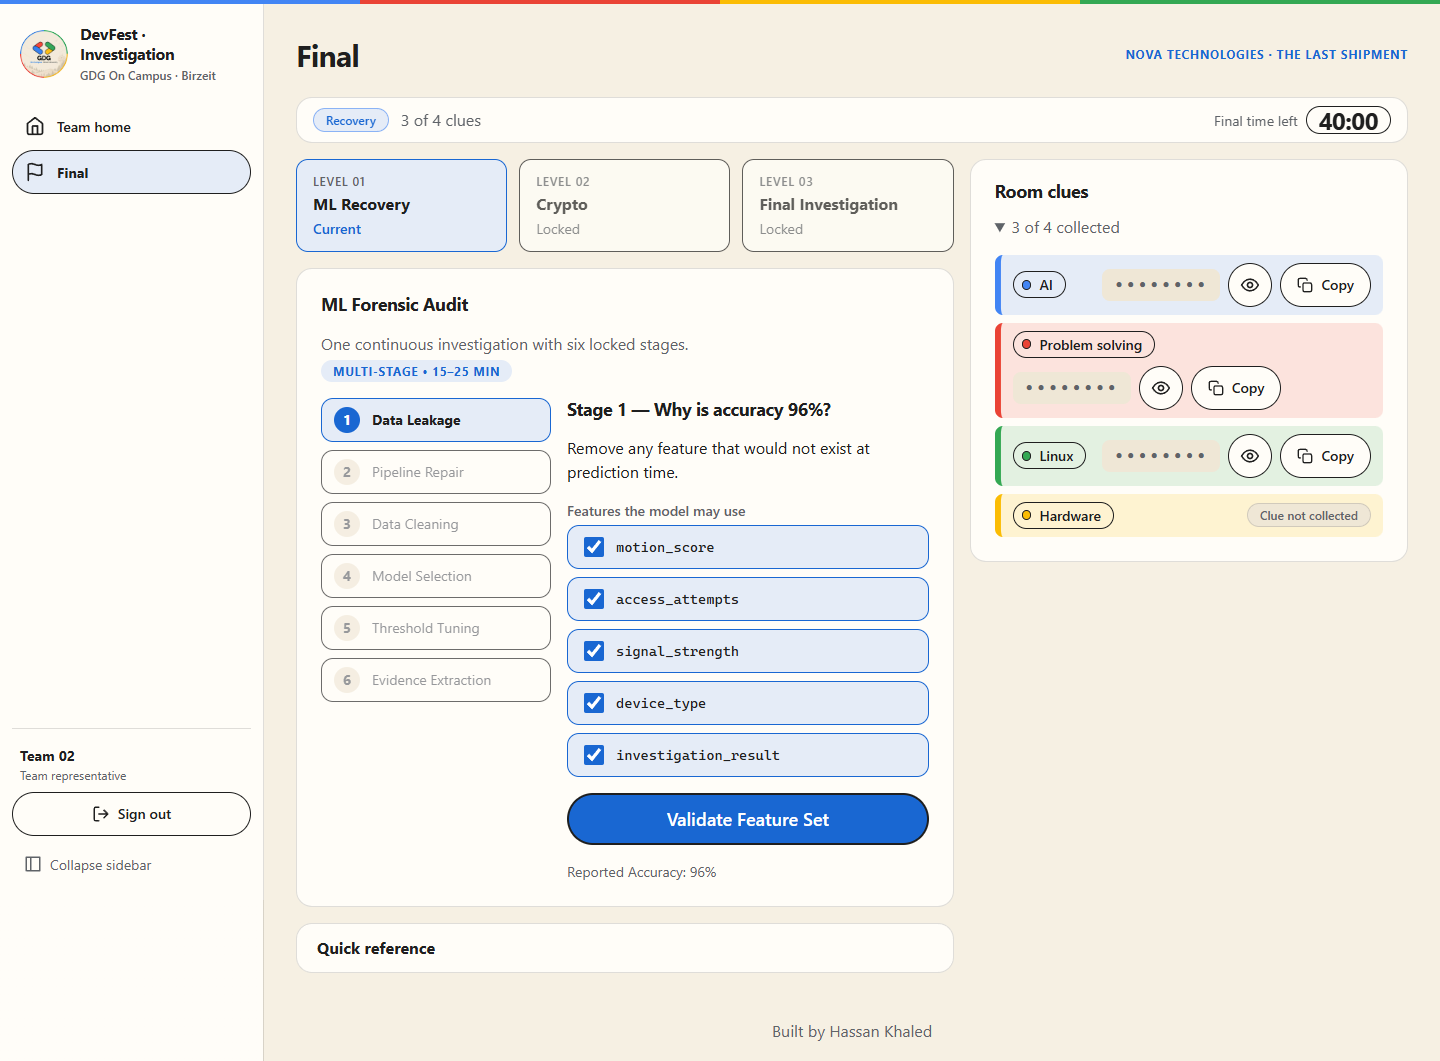 DevFest ·
Investigation
GDG On Campus · Birzeit
GDG
Team home
Final
Team 02
Team representative
Sign out
Collapse sidebar
Final
NOVA TECHNOLOGIES · THE LAST SHIPMENT
Recovery
3 of 4 clues
Final time left
40:00
LEVEL 01
ML Recovery
Current
LEVEL 02
Crypto
Locked
LEVEL 03
Final Investigation
Locked
ML Forensic Audit
One continuous investigation with six locked stages.
MULTI-STAGE • 15–25 MIN
1 Data Leakage
2 Pipeline Repair
3 Data Cleaning
4 Model Selection
5 Threshold Tuning
6 Evidence Extraction
Stage 1 — Why is accuracy 96%?
Remove any feature that would not exist at
prediction time.
Features the model may use
motion_score
access_attempts
signal_strength
device_type
investigation_result
Validate Feature Set
Reported Accuracy: 96%
Quick reference
Room clues
▼ 3 of 4 collected
AI •••••••• Copy
Problem solving
•••••••• Copy
Linux •••••••• Copy
Hardware Clue not collected
Built by Hassan Khaled